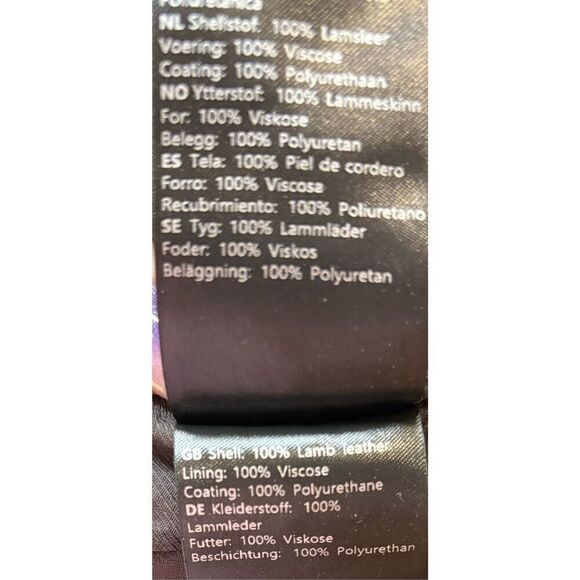 NL Shellstof: 100% Lamsleer
Voering: 100% Viscose
Coating: 100% Polyurethaan
NO Ytterstof: 100% Lammeskinn
For: 100% Viskose
Belegg: 100% Polyuretan
ES Tela: 100% Piel de cordero
Forro: 100% Viscosa
Recubrimiento: 100% Poliuretano
SE Tyg: 100% Lammläder
Foder: 100% Viskos
Beläggning: 100% Polyuretan
GB Shell: 100% Lamb leather
Lining: 100% Viscose
Coating: 100% Polyurethane
DE Kleiderstoff: 100%
Lammleder
Futter: 100% Viskose
Beschichtung: 100% Polyurethan